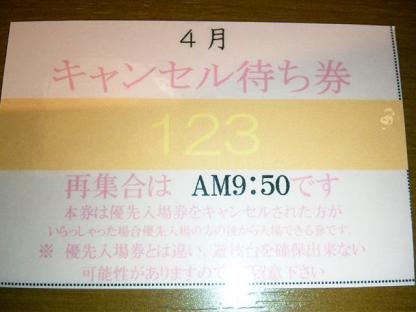 4月
キャンセル待ち券
123
再集合は AM9:50です
本券は優先入場券をキャンセルされた方が
いらっしゃった場合優先入場の方の後から入場できる券です。
※ 優先入場券とは違い、遊技台を確保出来ない
可能性がありますので 留意下さい